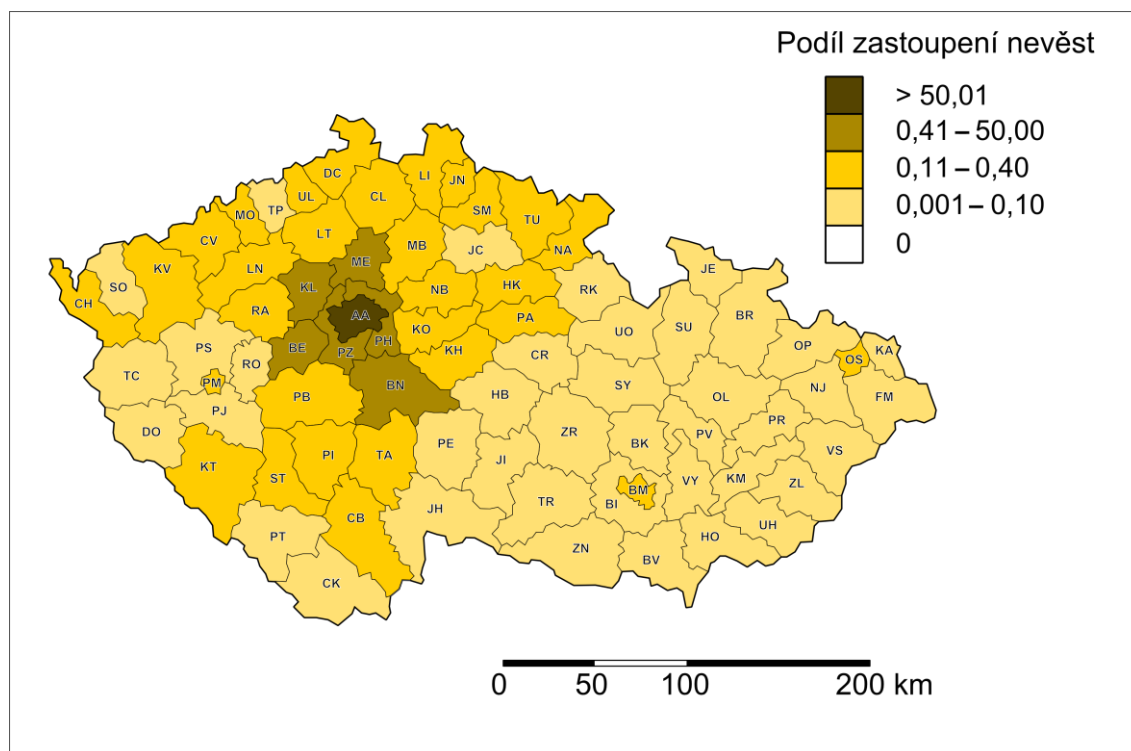 Podíl zastoupení nevěst
> 50,01
0,41 – 50,00
0,11 – 0,40
0,001 – 0,10
0
DC
LI
JN
UL
CL
TP
MO
SM
TU
CV
LT
MB
JC
NA
KV
LN
ME
SO
KL
NB
HK
RK
JE
CH
RA
AA
PA
KO
UO
SU
BR
PS
BE
PZ
PH
KH
CR
OP
OS
KA
TC
RO
PM
BN
SY
NJ
PB
HB
OL
FM
PJ
PR
DO
ZR
PV
PE
BK
VS
KT
PI
TA
JI
ST
VY
KM
ZL
BM
TR
BI
JH
CB
UH
PT
HO
ZN
BV
CK
0 50 100 200 km